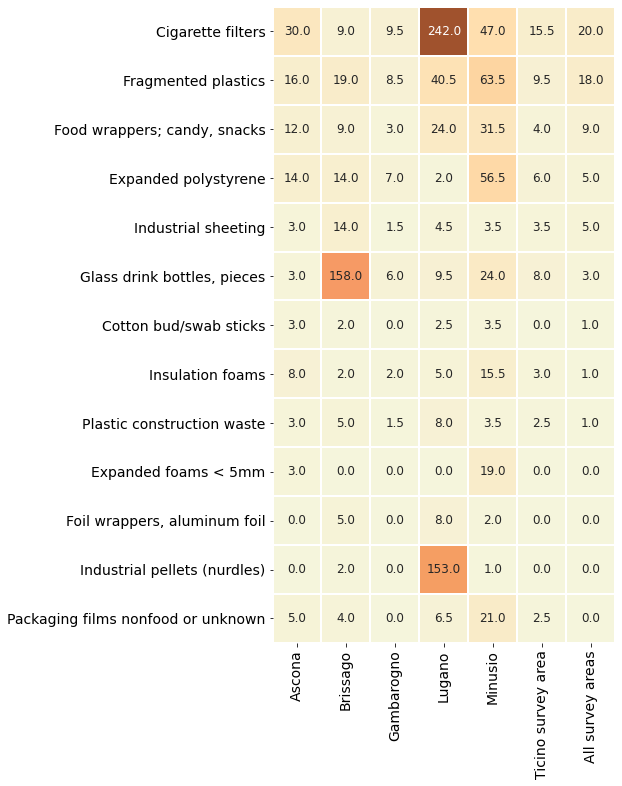 Cigarette filters 30.0 9.0 9.5 242.0 47.0 15.5 20.0
Fragmented plastics 16.0 19.0 8.5 40.5 63.5 9.5 18.0
Food wrappers; candy, snacks 12.0 9.0 3.0 24.0 31.5 4.0 9.0
Expanded polystyrene 14.0 14.0 7.0 2.0 56.5 6.0 5.0
Industrial sheeting 3.0 14.0 1.5 4.5 3.5 3.5 5.0
Glass drink bottles, pieces 3.0 158.0 6.0 9.5 24.0 8.0 3.0
Cotton bud/swab sticks 3.0 2.0 0.0 2.5 3.5 0.0 1.0
Insulation foams 8.0 2.0 2.0 5.0 15.5 3.0 1.0
Plastic construction waste 3.0 5.0 1.5 8.0 3.5 2.5 1.0
Expanded foams < 5mm 3.0 0.0 0.0 0.0 19.0 0.0 0.0
Foil wrappers, aluminum foil 0.0 5.0 0.0 8.0 2.0 0.0 0.0
Industrial pellets (nurdles) 0.0 2.0 0.0 153.0 1.0 0.0 0.0
Packaging films nonfood or unknown 5.0 4.0 0.0 6.5 21.0 2.5 0.0
Ascona
Brissago
Gambarogno
Lugano
Minusio
Ticino survey area
All survey areas